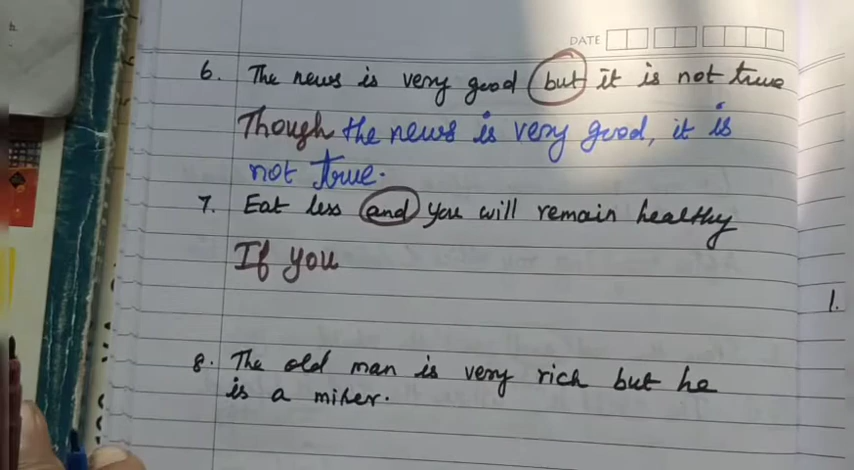 DATE
6. The news is very good but it is not true
Though the news is very good, it is
not true.
7. Eat less and you will remain healthy
If you
1.
8. The old man is very rich but he
is a miser.
h.